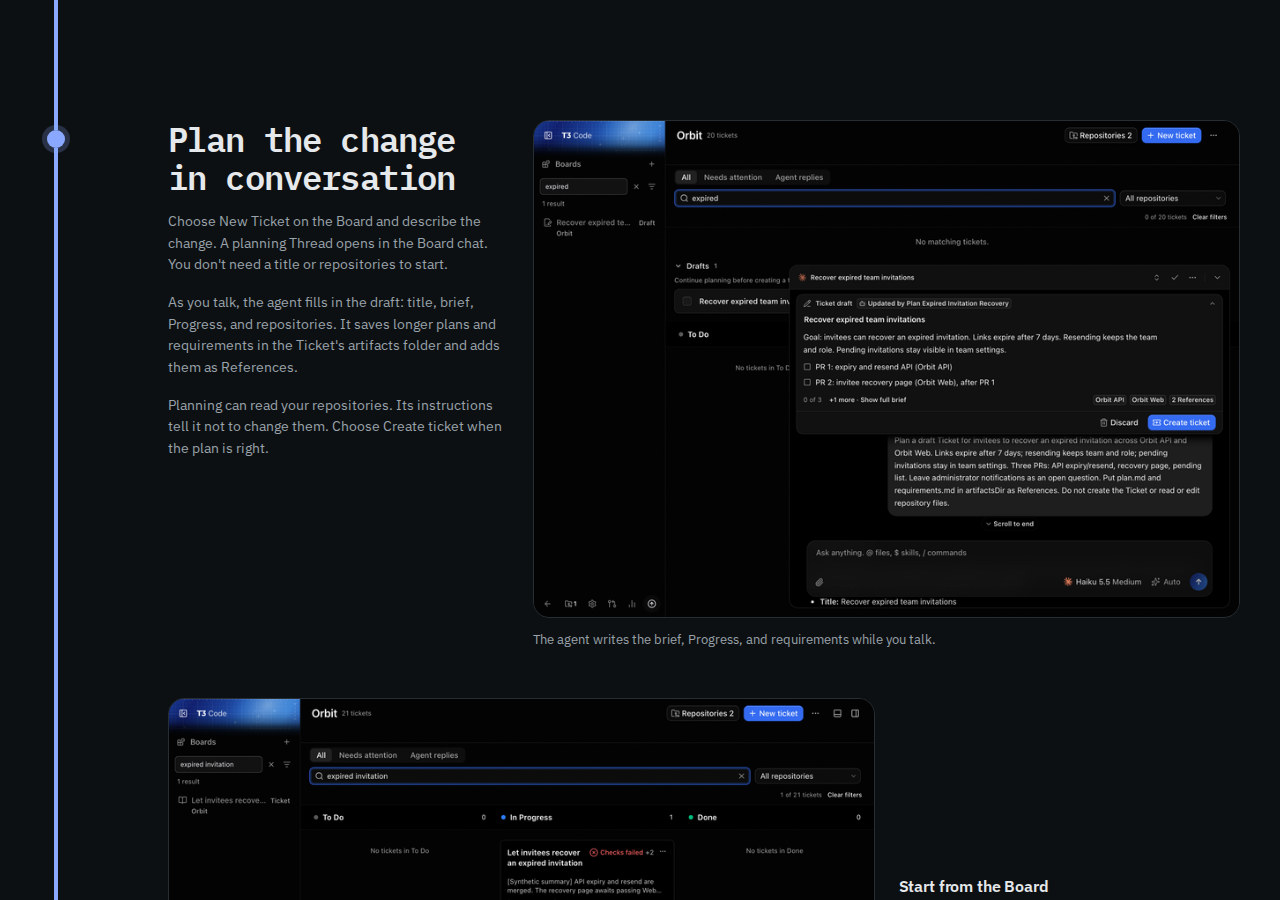 Plan the change
in conversation
Choose New Ticket on the Board and describe the
change. A planning Thread opens in the Board chat.
You don't need a title or repositories to start.
As you talk, the agent fills in the draft: title, brief,
Progress, and repositories. It saves longer plans and
requirements in the Ticket's artifacts folder and adds
them as References.
Planning can read your repositories. Its instructions
tell it not to change them. Choose Create ticket when
the plan is right.
T3 Code
Boards
expired
1 result
Recover expired te... Draft
Orbit
1
Orbit 20 tickets
Repositories 2
New ticket
All Needs attention Agent replies
expired
All repositories
0 of 20 tickets Clear filters
No matching tickets.
Drafts 1
Continue planning before creating a
Recover expired team inv
To Do
No tickets in To D
Recover expired team invitations
Ticket draft Updated by Plan Expired Invitation Recovery
Recover expired team invitations
Goal: invitees can recover an expired invitation. Links expire after 7 days. Resending keeps the team
and role. Pending invitations stay visible in team settings.
PR 1: expiry and resend API (Orbit API)
PR 2: invitee recovery page (Orbit Web), after PR 1
0 of 3 +1 more · Show full brief Orbit API Orbit Web 2 References
Discard Create ticket
Plan a draft Ticket for invitees to recover an expired invitation across Orbit API and
Orbit Web. Links expire after 7 days; resending keeps team and role; pending
invitations stay in team settings. Three PRs: API expiry/resend, recovery page, pending
list. Leave administrator notifications as an open question. Put plan.md and
requirements.md in artifactsDir as References. Do not create the Ticket or read or edit
repository files.
Scroll to end
Ask anything. @ files, $ skills, / commands
Haiku 5.5 Medium Auto
• Title: Recover expired team invitations
The agent writes the brief, Progress, and requirements while you talk.
T3 Code
Boards
expired invitation
1 result
Let invitees recove... Ticket
Orbit
Orbit 21 tickets
Repositories 2
New ticket
All Needs attention Agent replies
expired invitation
All repositories
1 of 21 tickets Clear filters
To Do 0
In Progress 1
Done 0
No tickets in To Do
Let invitees recover
an expired invitation
Checks failed +2
[Synthetic summary] API expiry and resend are
merged. The recovery page awaits passing Web...
No tickets in Done
Start from the Board